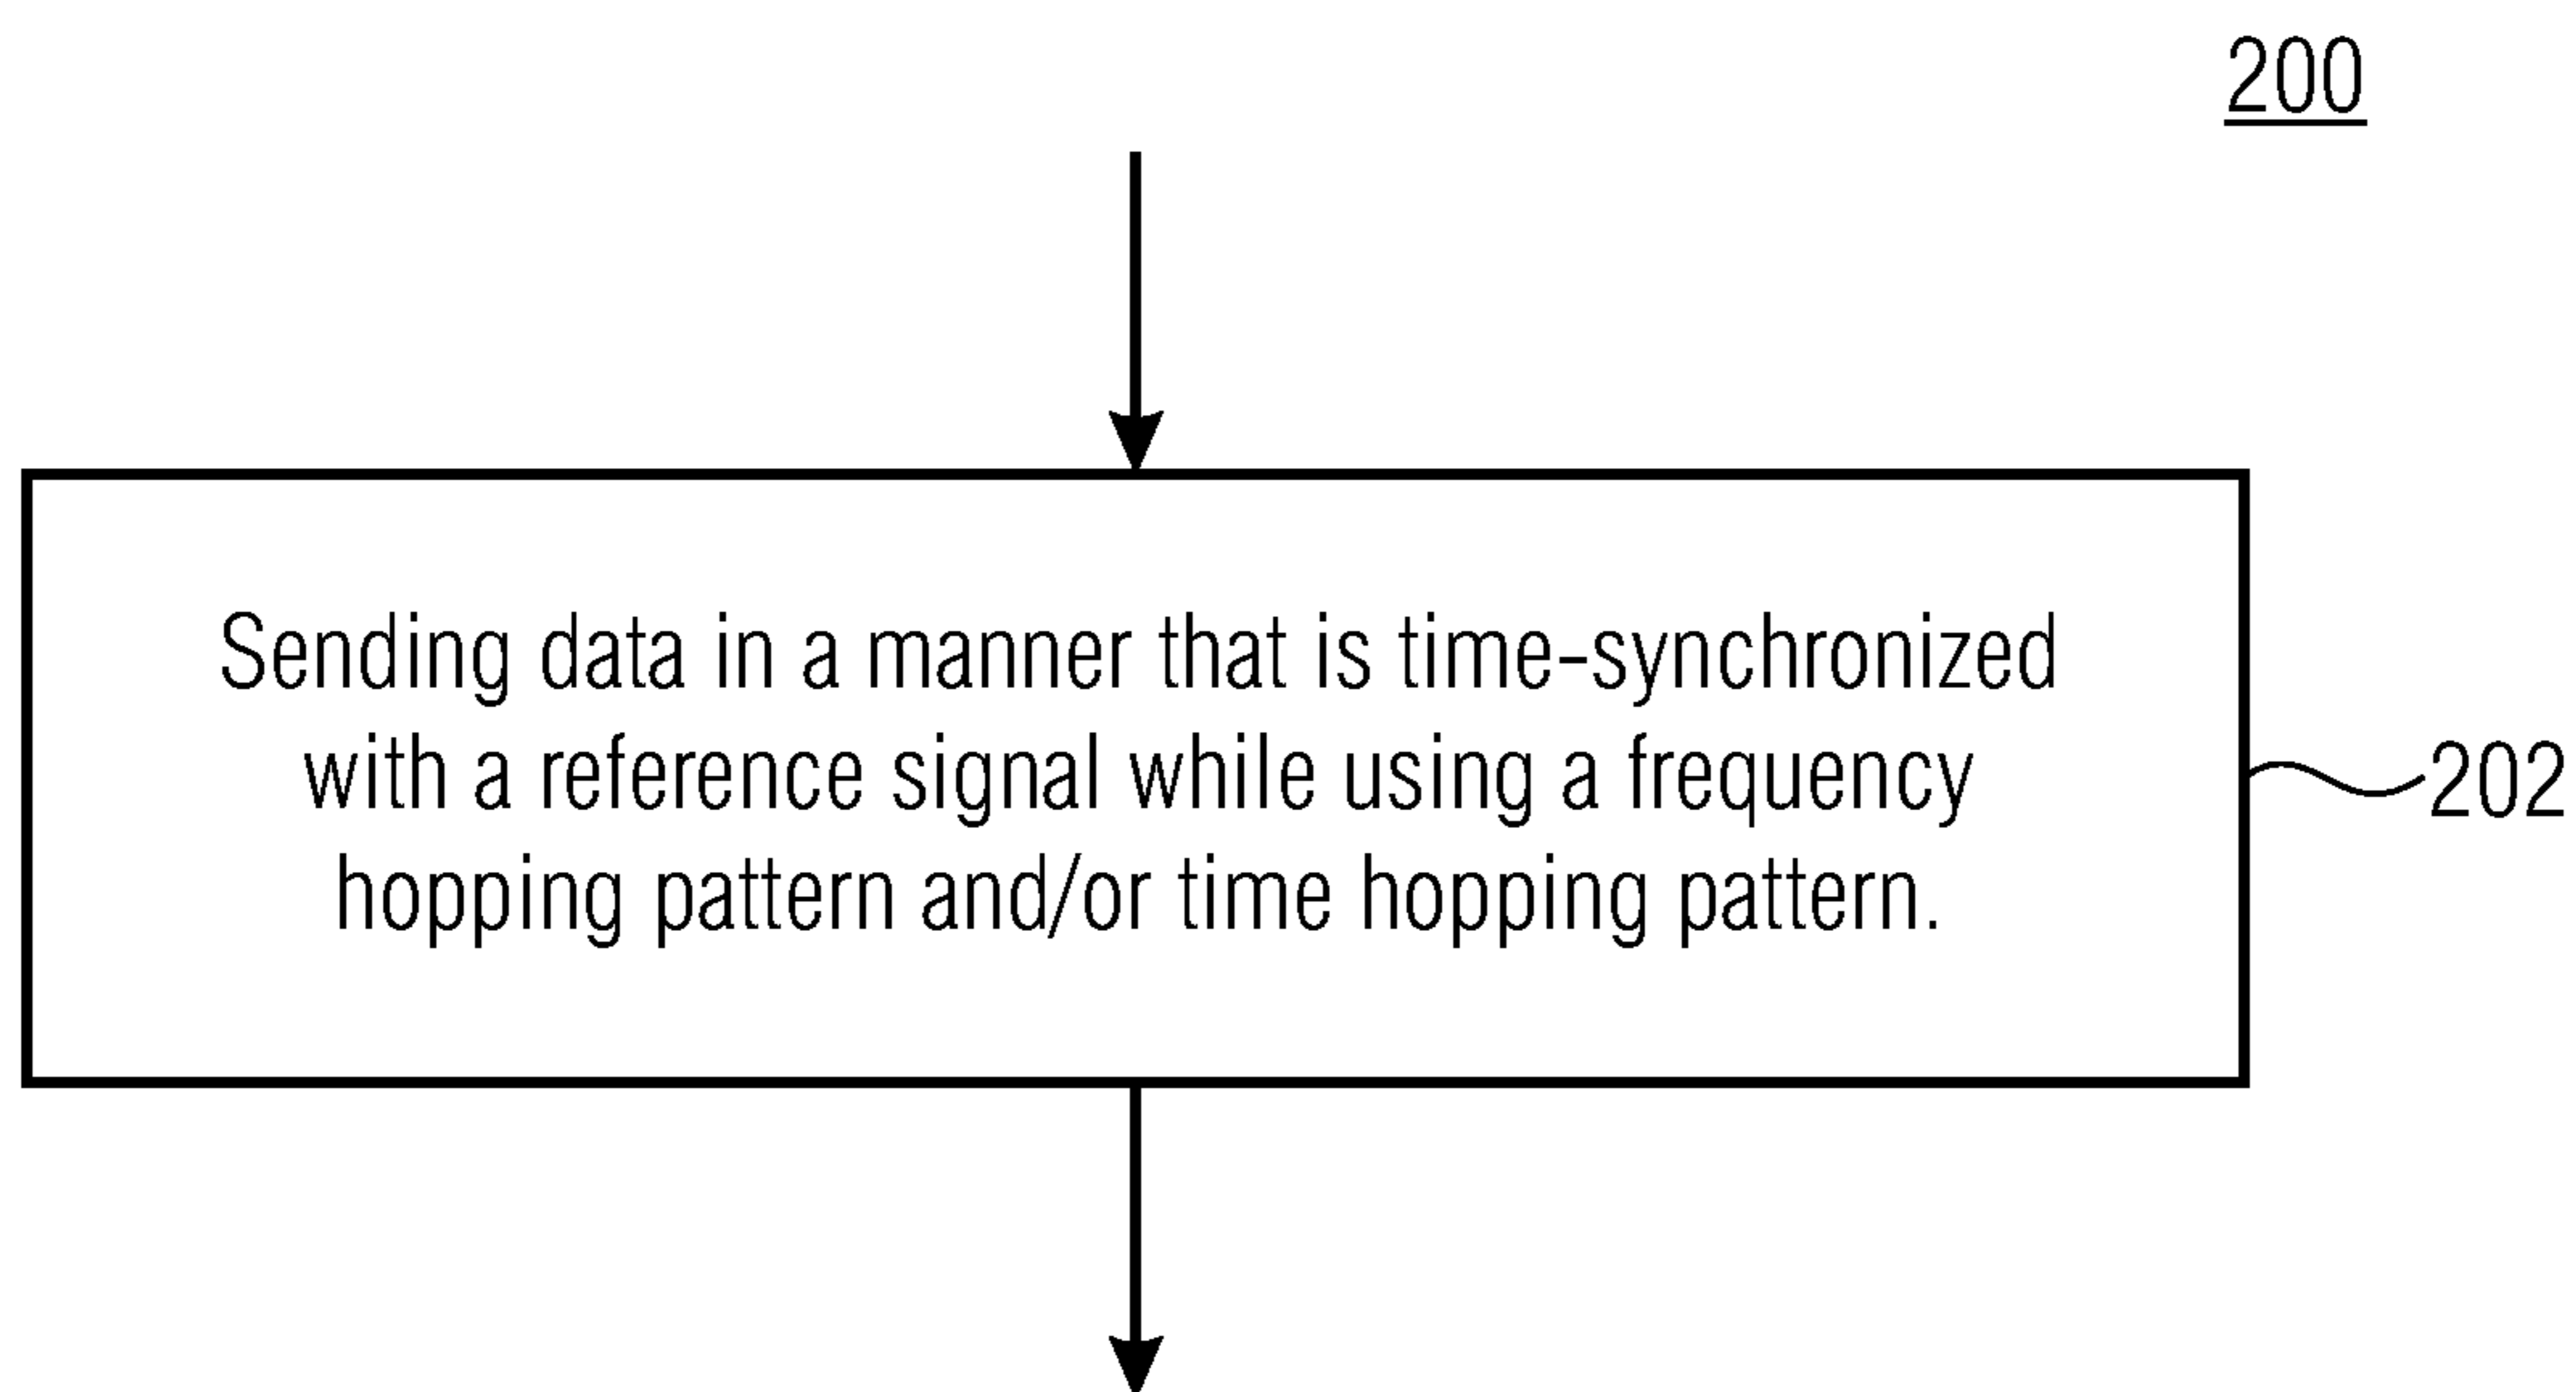 200
Sending data in a manner that is time-synchronized
with a reference signal while using a frequency
hopping pattern and/or time hopping pattern.
202